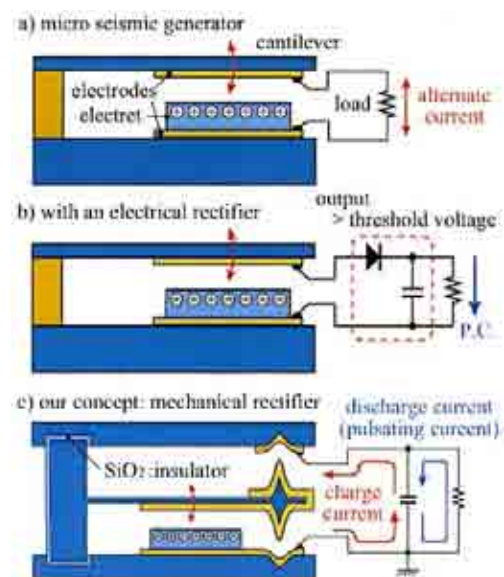 a) micro seismic generator
cantilever
electrodes
electret
load
alternate
current
b) with an electrical rectifier
output
> threshold voltage
P.C.
c) our concept: mechanical rectifier
SiO2 :insulator
discharge current
(pulsating cureent)
charge
current